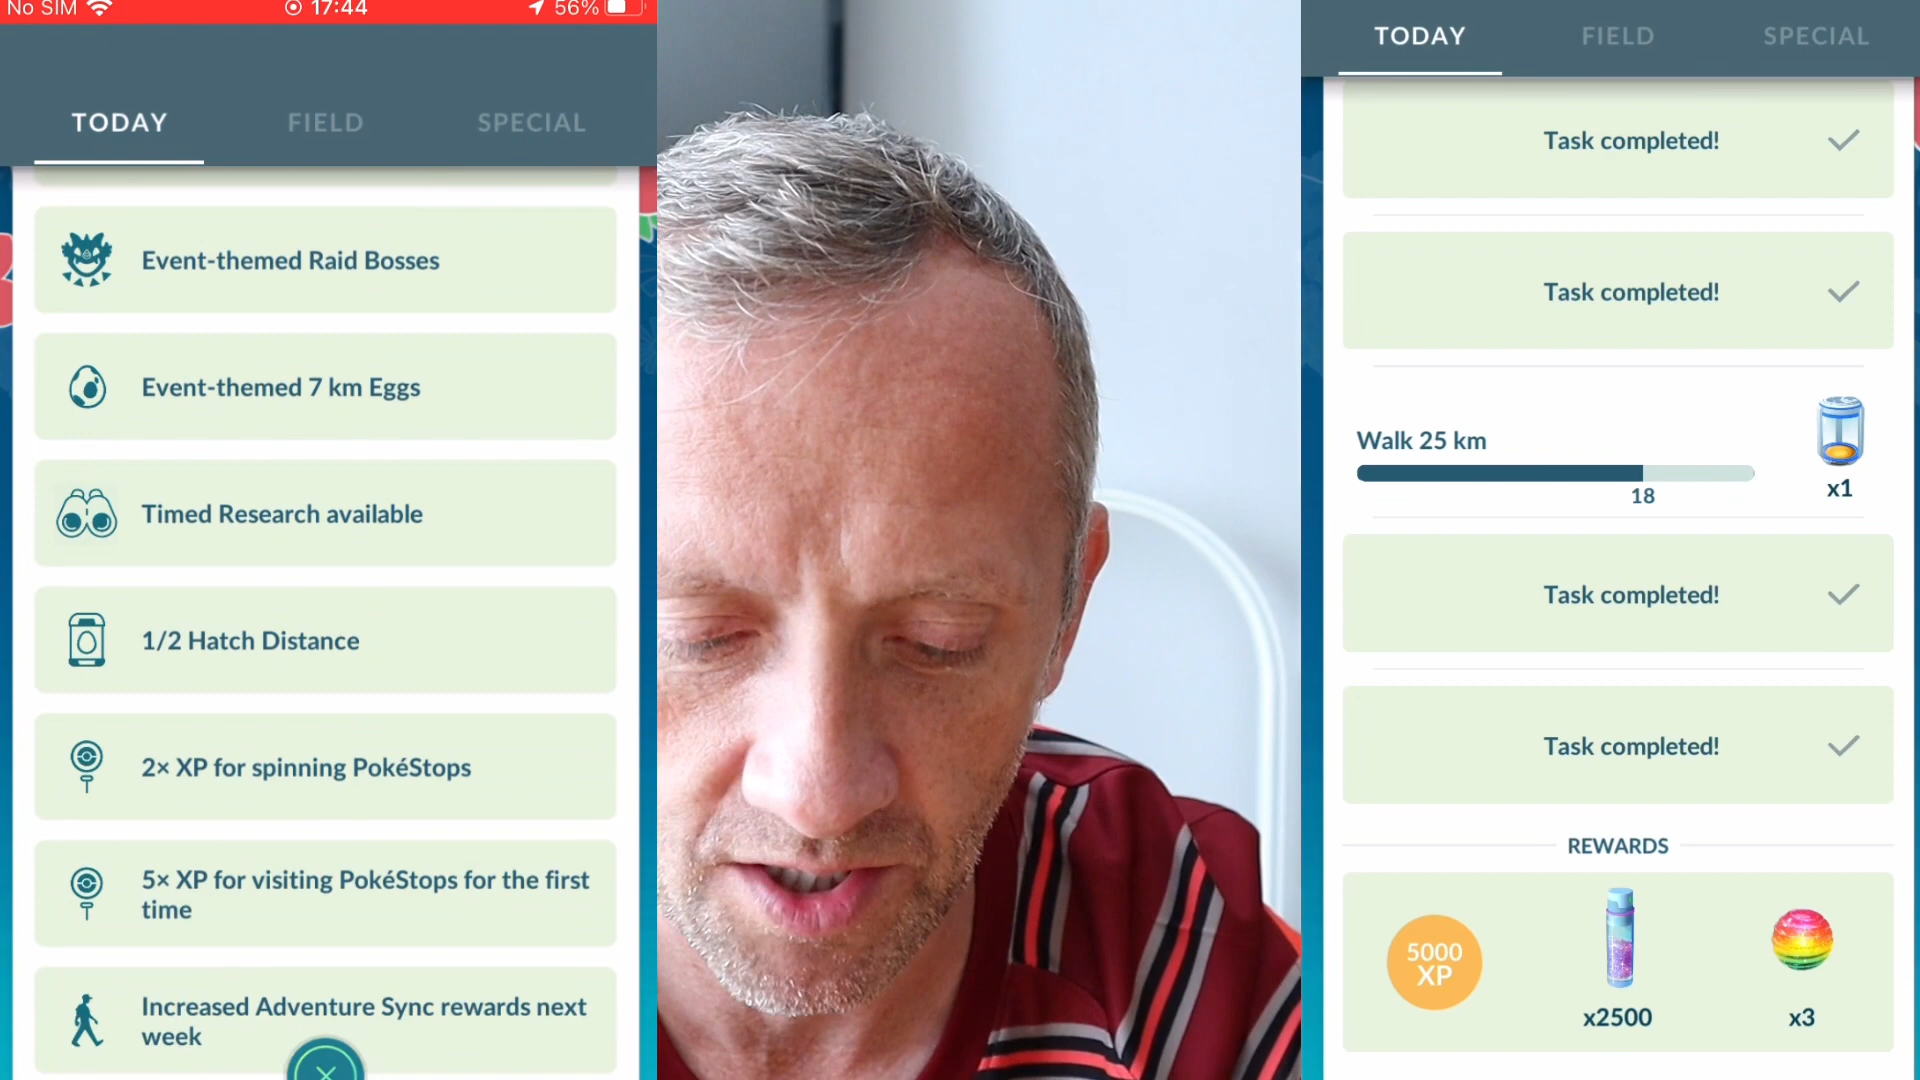 No SIM 17:44 56%
TODAY FIELD SPECIAL
Event-themed Raid Bosses
Event-themed 7 km Eggs
Timed Research available
1/2 Hatch Distance
2× XP for spinning PokéStops
5× XP for visiting PokéStops for the first
time
Increased Adventure Sync rewards next
week
TODAY FIELD SPECIAL
Task completed!
Task completed!
Walk 25 km
18
x1
Task completed!
Task completed!
REWARDS
5000
XP
x2500
x3